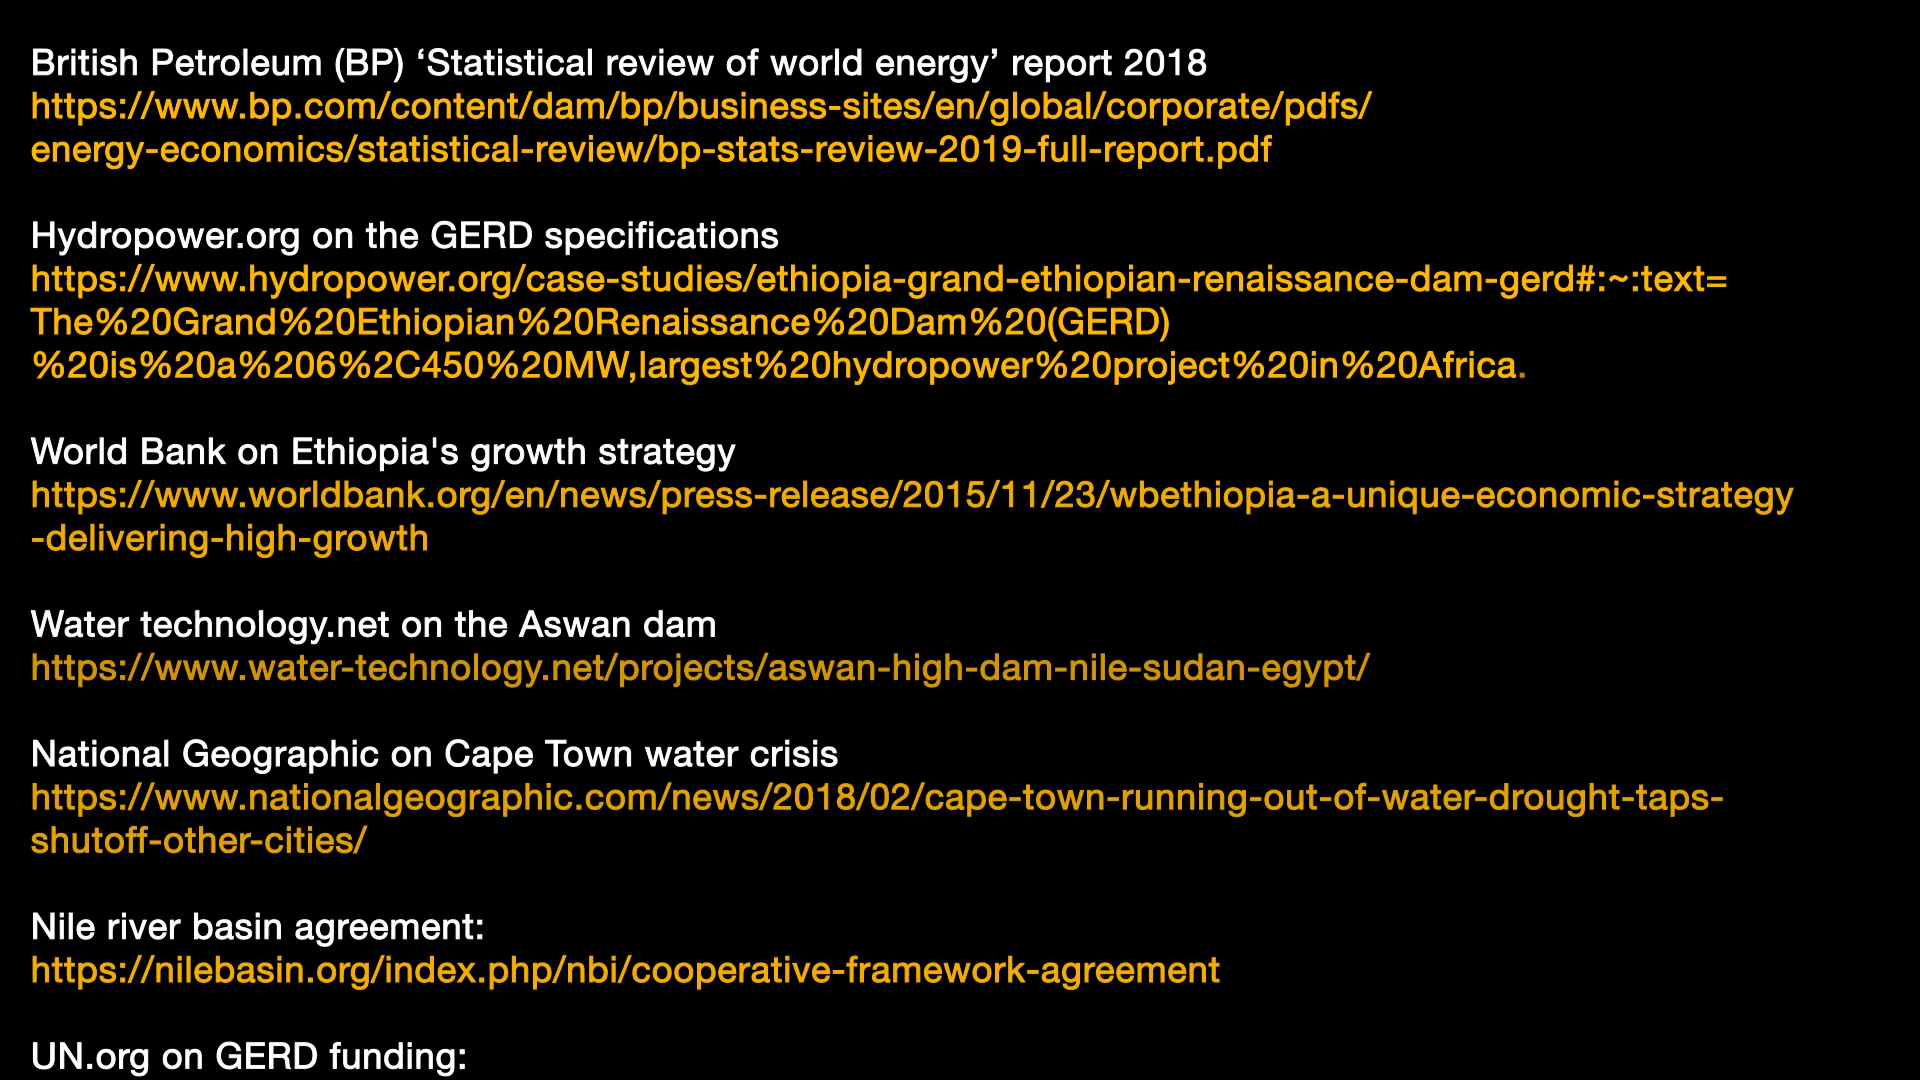 British Petroleum (BP) ‘Statistical review of world energy’ report 2018
https://www.bp.com/content/dam/bp/business-sites/en/global/corporate/pdfs/
energy-economics/statistical-review/bp-stats-review-2019-full-report.pdf
Hydropower.org on the GERD specifications
https://www.hydropower.org/case-studies/ethiopia-grand-ethiopian-renaissance-dam-gerd#:~:text=
The%20Grand%20Ethiopian%20Renaissance%20Dam%20(GERD)
%20is%20a%206%2C450%20MW,largest%20hydropower%20project%20in%20Africa.
World Bank on Ethiopia's growth strategy
https://www.worldbank.org/en/news/press-release/2015/11/23/wbethiopia-a-unique-economic-strategy
-delivering-high-growth
Water technology.net on the Aswan dam
https://www.water-technology.net/projects/aswan-high-dam-nile-sudan-egypt/
National Geographic on Cape Town water crisis
https://www.nationalgeographic.com/news/2018/02/cape-town-running-out-of-water-drought-taps-
shutoff-other-cities/
Nile river basin agreement:
https://nilebasin.org/index.php/nbi/cooperative-framework-agreement
UN.org on GERD funding: